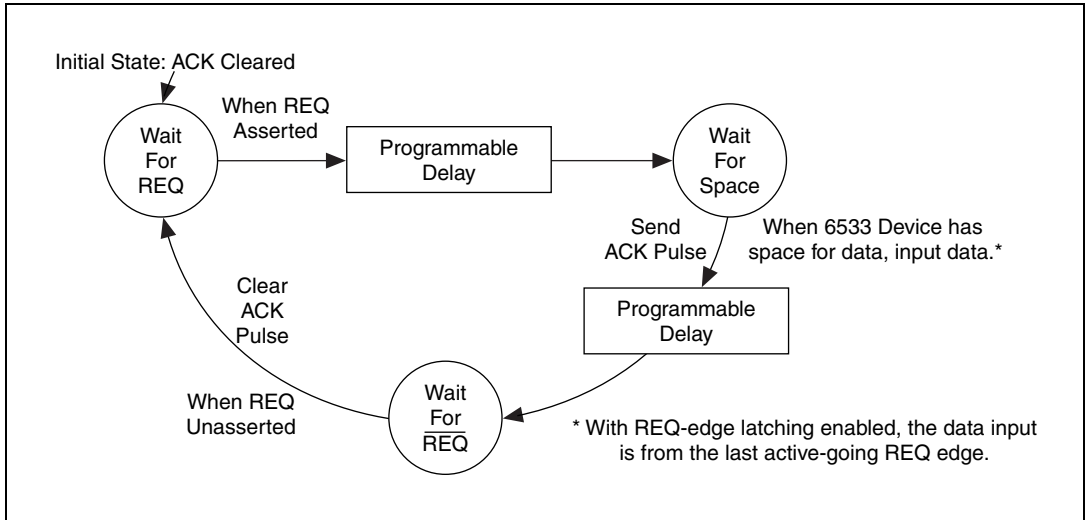 Initial State: ACK Cleared
When REQ
Asserted
Wait
For
REQ
Programmable
Delay
Wait
For
Space
Send
ACK Pulse
When 6533 Device has
space for data, input data.*
Programmable
Delay
Clear
ACK
Pulse
When REQ
Unasserted
Wait
For
R̅E̅Q̅
* With REQ-edge latching enabled, the data input
is from the last active-going REQ edge.